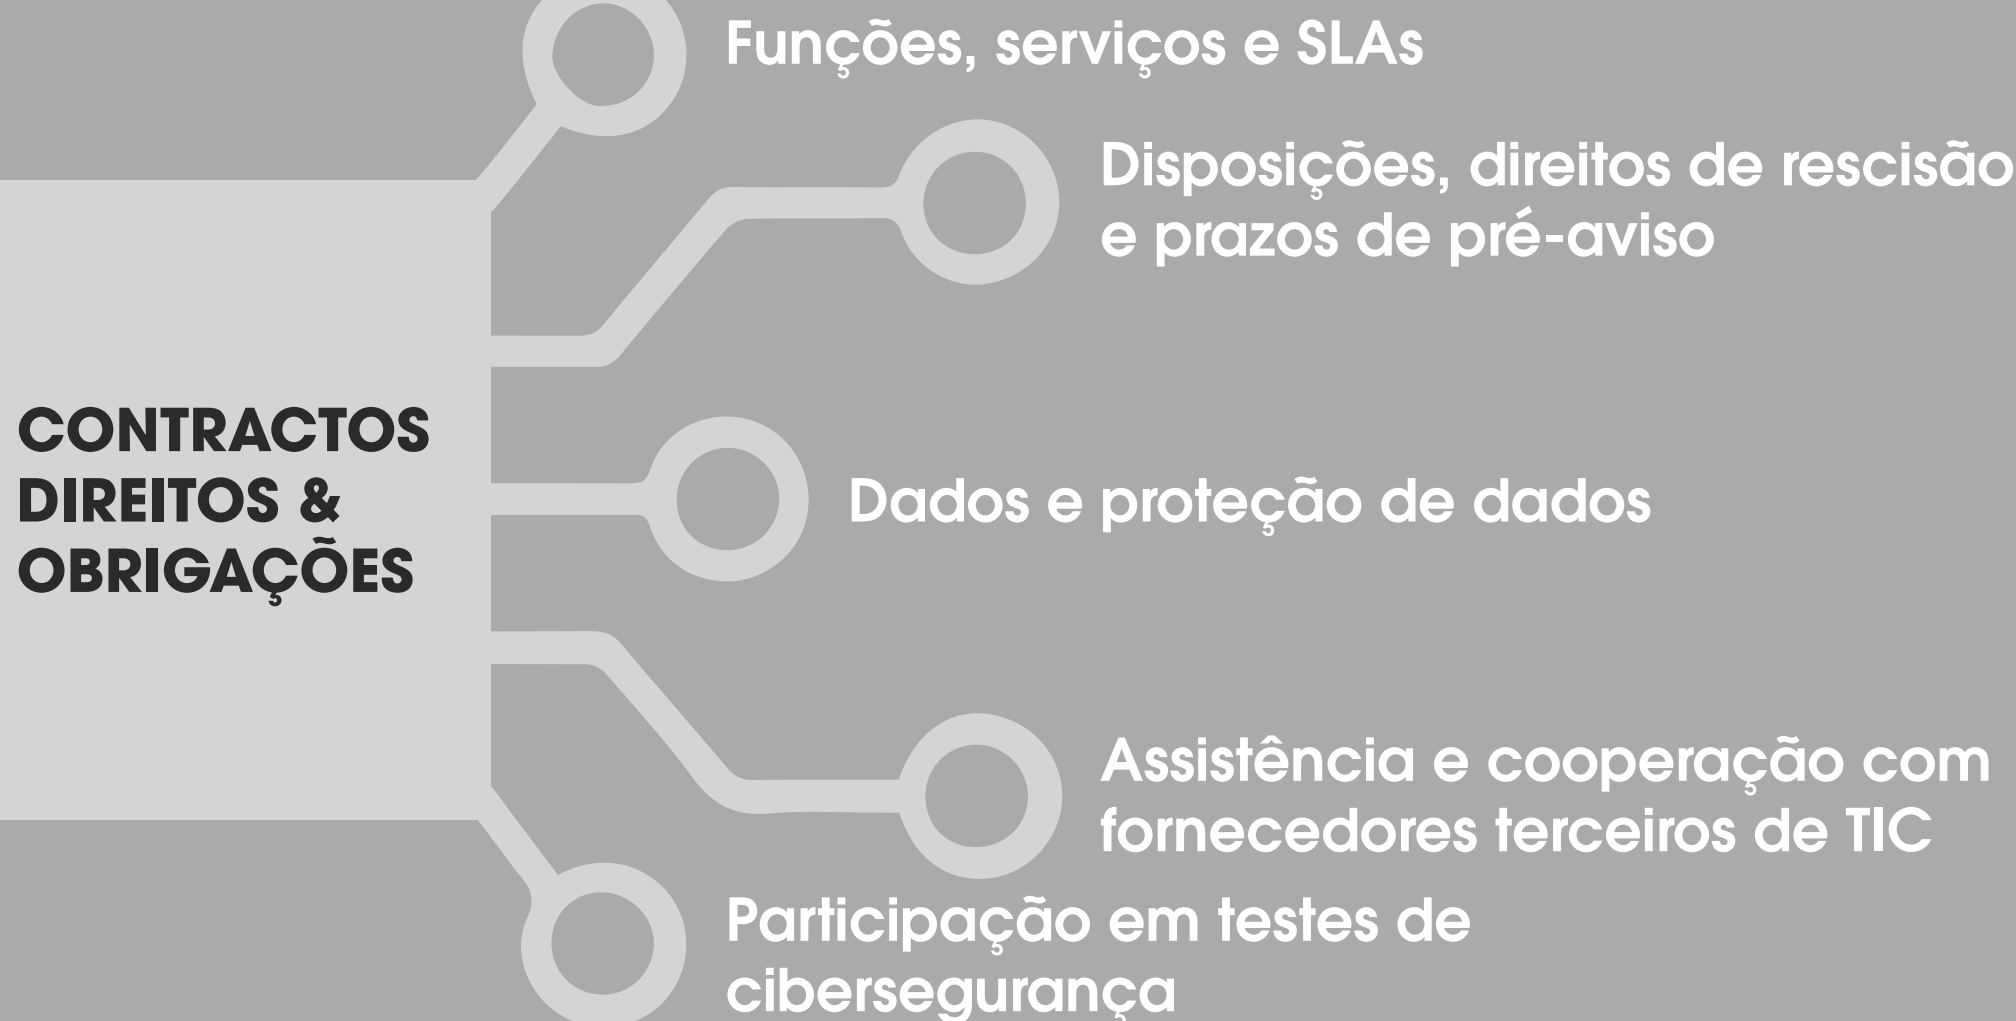 Funções, serviços e SLAs
Disposições, direitos de rescisão
e prazos de pré-aviso
CONTRACTOS
DIREITOS &
OBRIGAÇÕES
Dados e proteção de dados
Assistência e cooperação com
fornecedores terceiros de TIC
Participação em testes de
cibersegurança